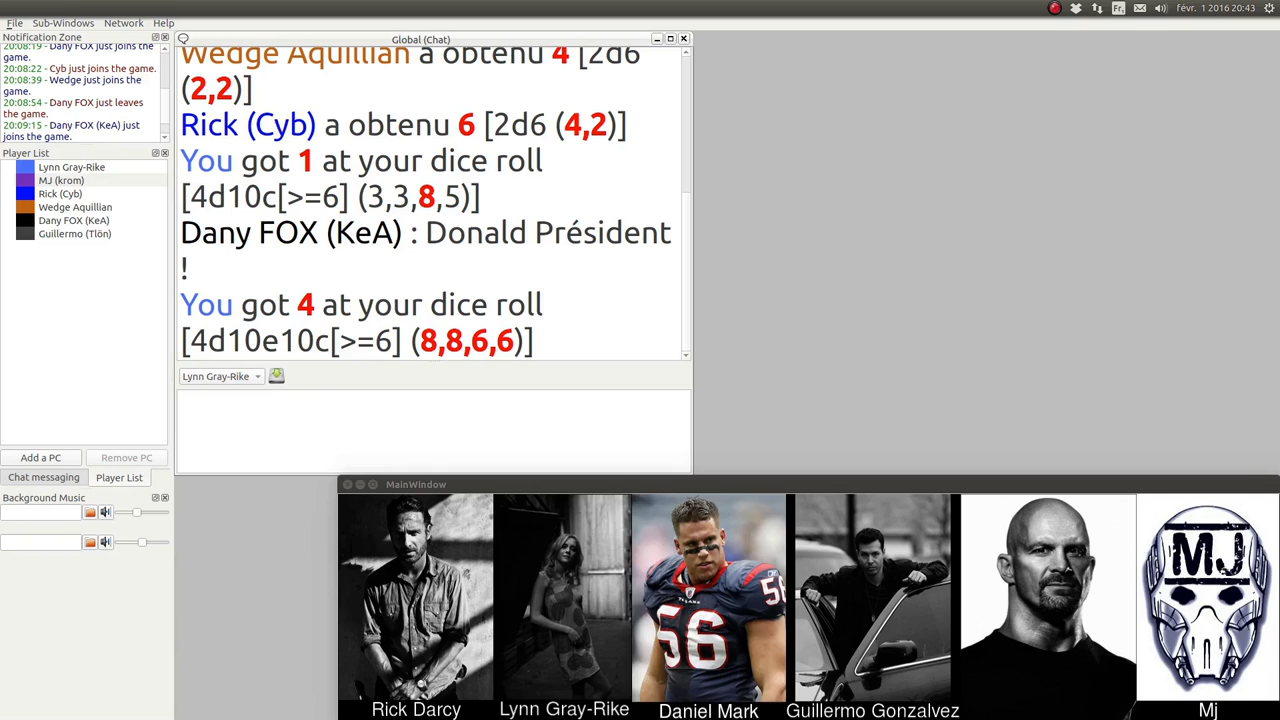 févr. 1 2016 20:43
Fr,
File Sub-Windows Network Help
Notification Zone
20:08:19 - Dany FOX just joins the
game.
20:08:22 - Cyb just joins the game.
20:08:39 - Wedge just joins the
game.
20:08:54 - Dany FOX just leaves
the game.
20:09:15 - Dany FOX (KeA) just
joins the game.
Player List
Lynn Gray-Rike
MJ (krom)
Rick (Cyb)
Wedge Aquillian
Dany FOX (KeA)
Guillermo (Tlön)
Add a PC
Remove PC
Chat messaging
Player List
Background Music
Global (Chat)
Wedge Aquillian a obtenu 4 [2d6
(2,2)]
Rick (Cyb) a obtenu 6 [2d6 (4,2)]
You got 1 at your dice roll
[4d10c[>=6] (3,3,8,5)]
Dany FOX (KeA) : Donald Président
!
You got 4 at your dice roll
[4d10e10c[>=6] (8,8,6,6)]
Lynn Gray-Rike
MainWindow
56
TEXANS
56
MJ
Rick Darcy
Lynn Gray-Rike
Daniel Mark
Guillermo Gonzalvez
Mj